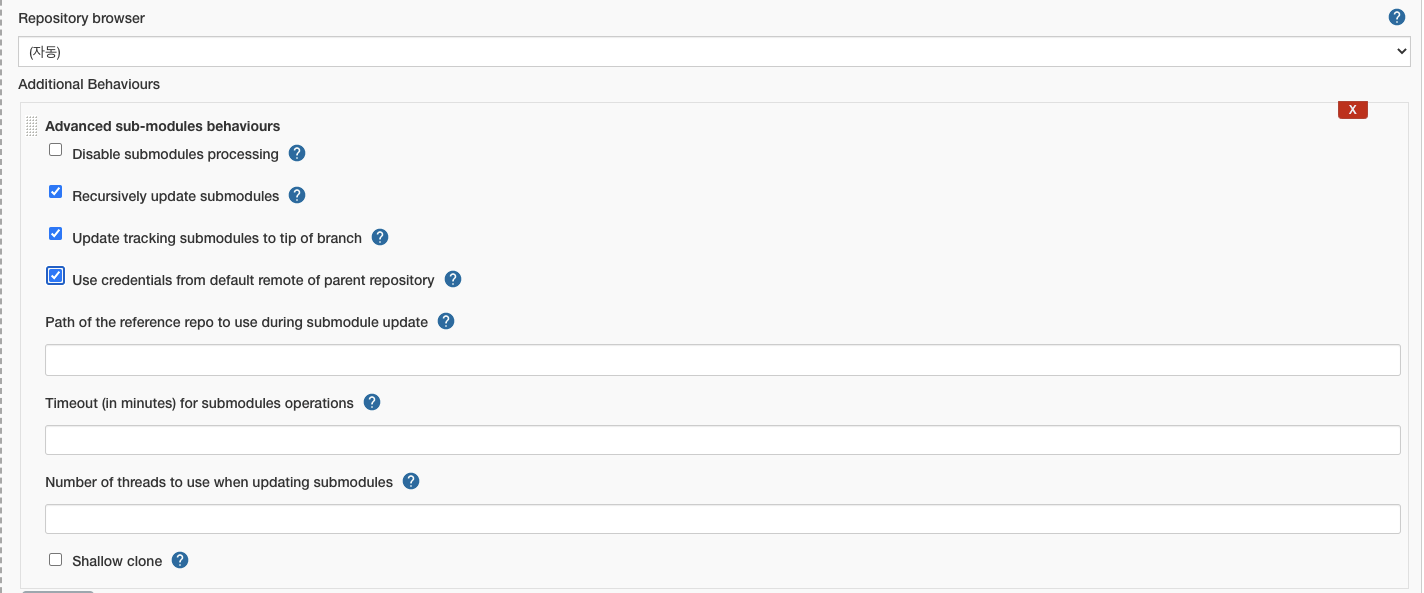 Repository browser
?
(자동)
Additional Behaviours
X
Advanced sub-modules behaviours
Disable submodules processing ?
Recursively update submodules ?
Update tracking submodules to tip of branch ?
Use credentials from default remote of parent repository ?
Path of the reference repo to use during submodule update ?
Timeout (in minutes) for submodules operations ?
Number of threads to use when updating submodules ?
Shallow clone ?